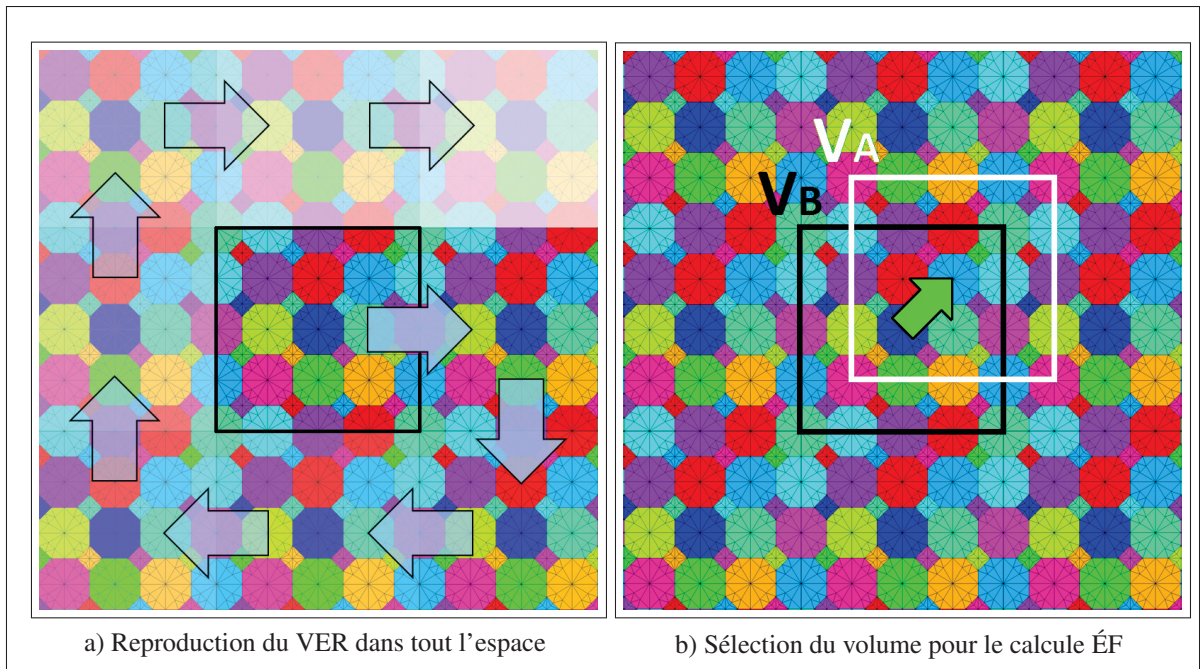 VA
VB
a) Reproduction du VER dans tout l'espace
b) Sélection du volume pour le calcule ÉF